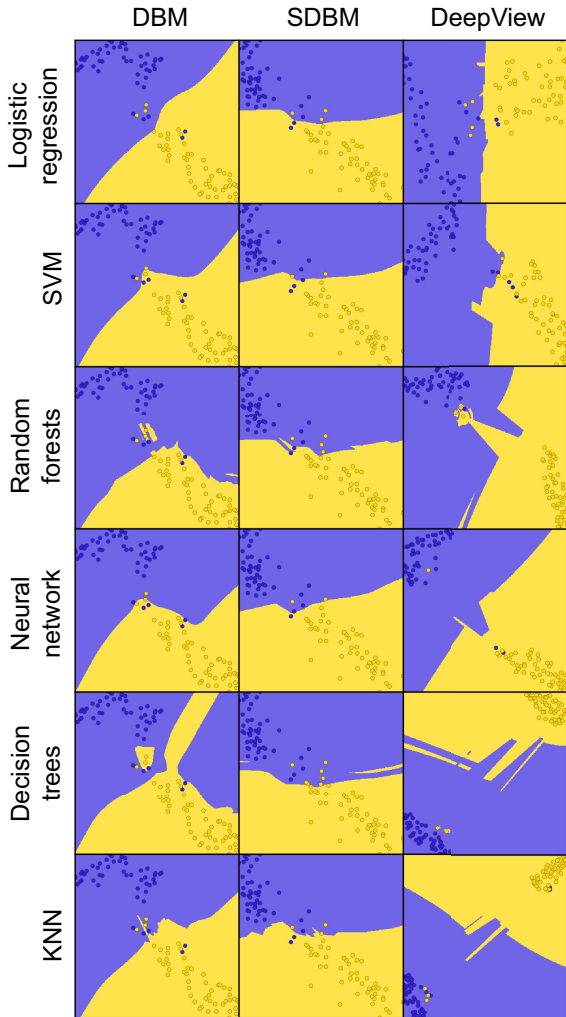 DBM SDBM DeepView
Logistic
regression
SVM
Random
forests
Neural
network
Decision
trees
KNN